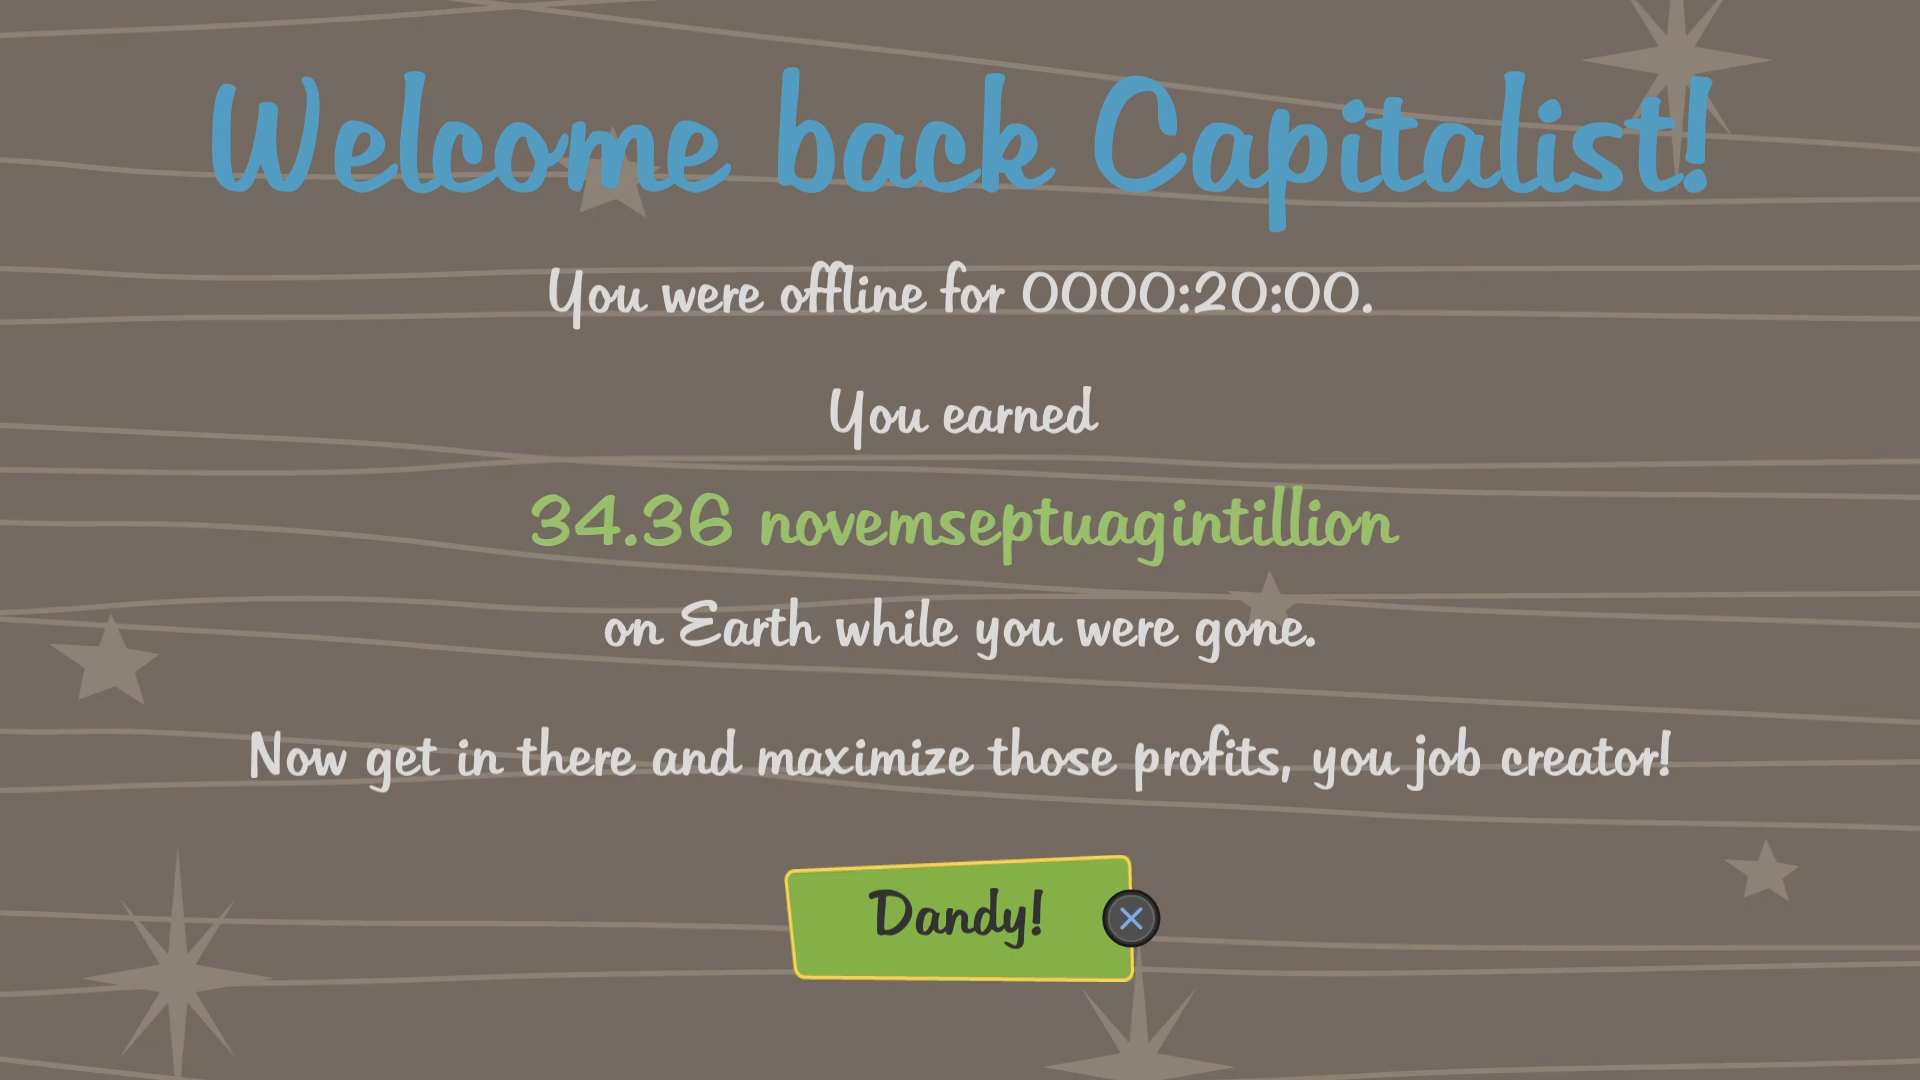 Welcome back Capitalist!
You were offline for 0000:20:00.
You earned
34.36 novemseptuagintillion
on Earth while you were gone.
Now get in there and maximize those profits, you job creator!
Dandy!